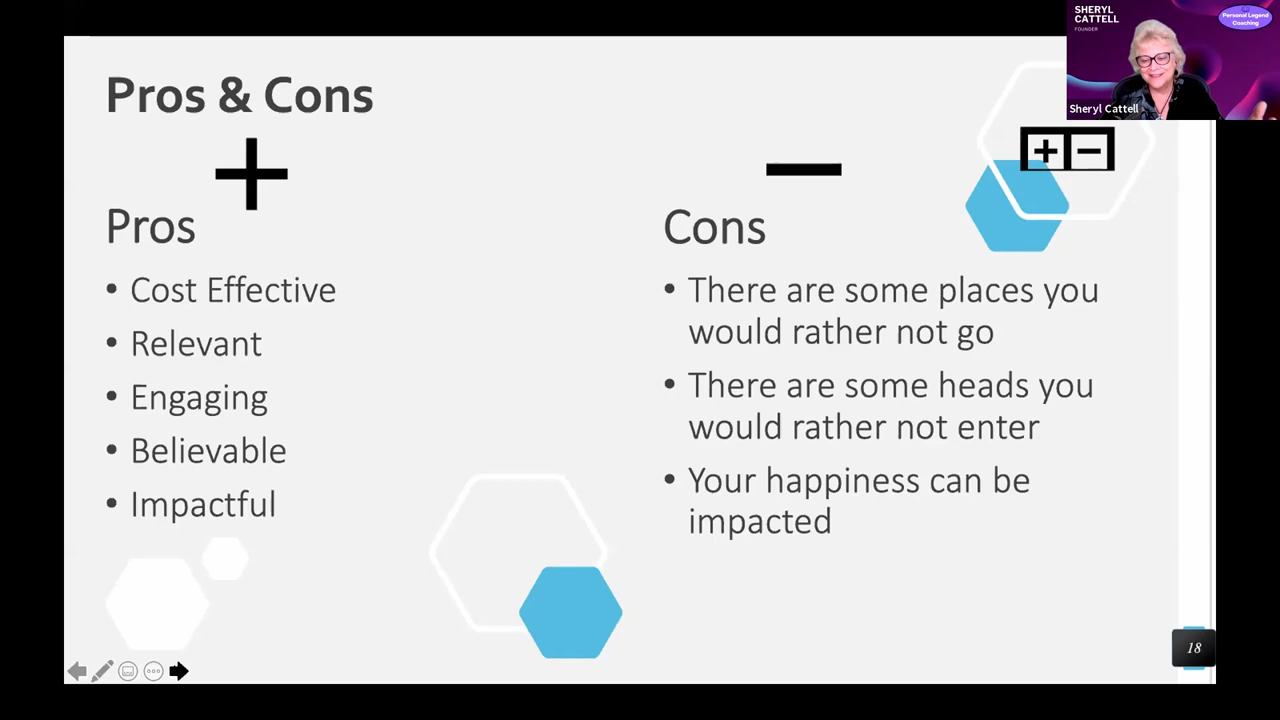 SHERYL
CATTELL
FOUNDER
Personal Legend
Coaching
Sheryl Cattell
Pros & Cons
Pros
• Cost Effective
• Relevant
• Engaging
• Believable
• Impactful
Cons
• There are some places you
would rather not go
• There are some heads you
would rather not enter
• Your happiness can be
impacted
18